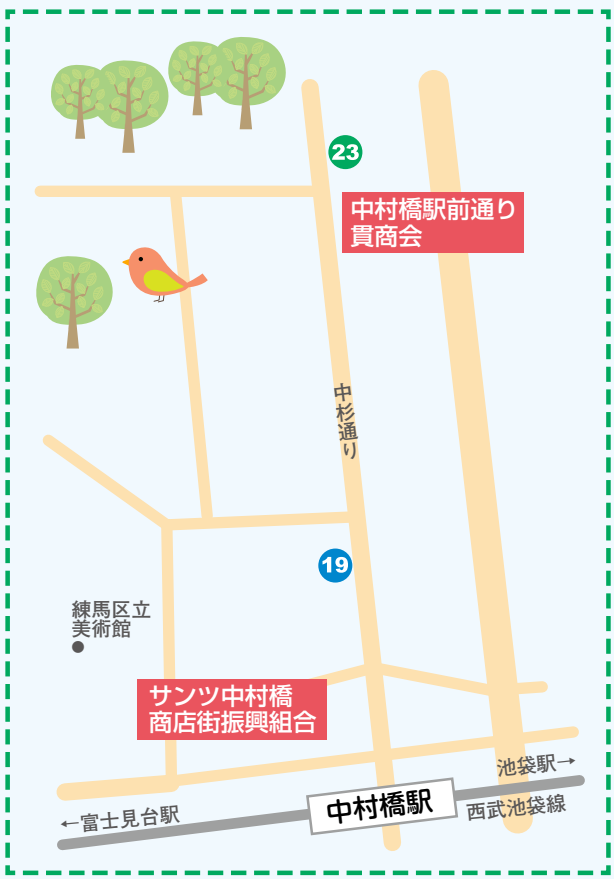 23
中村橋駅前通り
貫商会
中杉通り
19
練馬区立
美術館
サンツ中村橋
商店街振興組合
池袋駅→
←富士見台駅
中村橋駅
西武池袋線